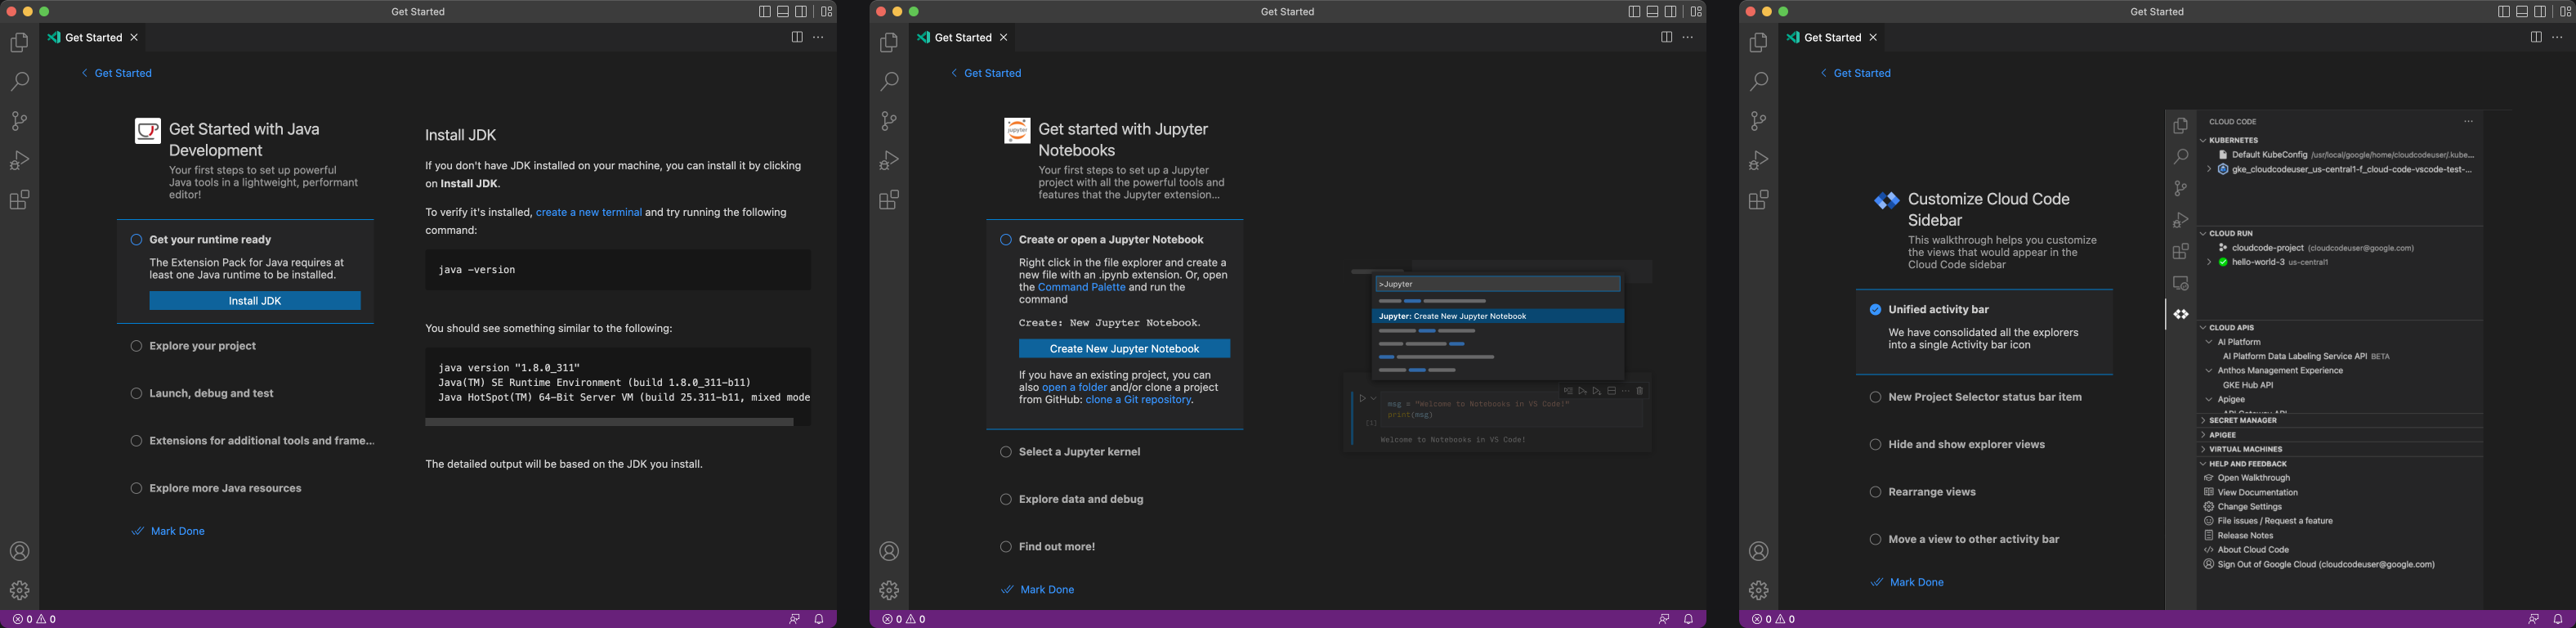 Get Started
Get Started
Get Started
Get Started with Java
Development
Your first steps to set up powerful
Java tools in a lightweight, performant
editor!
Get your runtime ready
The Extension Pack for Java requires at
least one Java runtime to be installed.
Install JDK
Explore your project
Launch, debug and test
Extensions for additional tools and frame...
Explore more Java resources
Mark Done
Install JDK
If you don't have JDK installed on your machine, you can install it by clicking
on Install JDK.
To verify it's installed, create a new terminal and try running the following
command:
java -version
You should see something similar to the following:
java version "1.8.0_311"
Java(TM) SE Runtime Environment (build 1.8.0_311-b11)
Java HotSpot(TM) 64-Bit Server VM (build 25.311-b11, mixed mode
The detailed output will be based on the JDK you install.
0 0
Get Started
Get Started
Get Started
jupyter
Get started with Jupyter
Notebooks
Your first steps to set up a Jupyter
project with all the powerful tools and
features that the Jupyter extension...
Create or open a Jupyter Notebook
Right click in the file explorer and create a
new file with an .ipynb extension. Or, open
the Command Palette and run the
command
Create: New Jupyter Notebook.
Create New Jupyter Notebook
If you have an existing project, you can
also open a folder and/or clone a project
from GitHub: clone a Git repository.
Select a Jupyter kernel
Explore data and debug
Find out more!
Mark Done
>Jupyter
Jupyter: Create New Jupyter Notebook
msg = "Welcome to Notebooks in VS Code!"
print(msg)
[1]
Welcome to Notebooks in VS Code!
0 0
Get Started
Get Started
Get Started
Customize Cloud Code
Sidebar
This walkthrough helps you customize
the views that would appear in the
Cloud Code sidebar
Unified activity bar
We have consolidated all the explorers
into a single Activity bar icon
New Project Selector status bar item
Hide and show explorer views
Rearrange views
Move a view to other activity bar
Mark Done
CLOUD CODE
KUBERNETES
Default KubeConfig /usr/local/google/home/cloudcodeuser/.kube...
gke_cloudcodeuser_us-central1-f_cloud-code-vscode-test-...
CLOUD RUN
cloudcode-project (cloudcodeuser@google.com)
hello-world-3 us-central1
CLOUD APIS
AI Platform
AI Platform Data Labeling Service API BETA
Anthos Management Experience
GKE Hub API
Apigee
API Gateway API
SECRET MANAGER
APIGEE
VIRTUAL MACHINES
HELP AND FEEDBACK
Open Walkthrough
View Documentation
Change Settings
File issues / Request a feature
Release Notes
About Cloud Code
Sign Out of Google Cloud (cloudcodeuser@google.com)
0 0